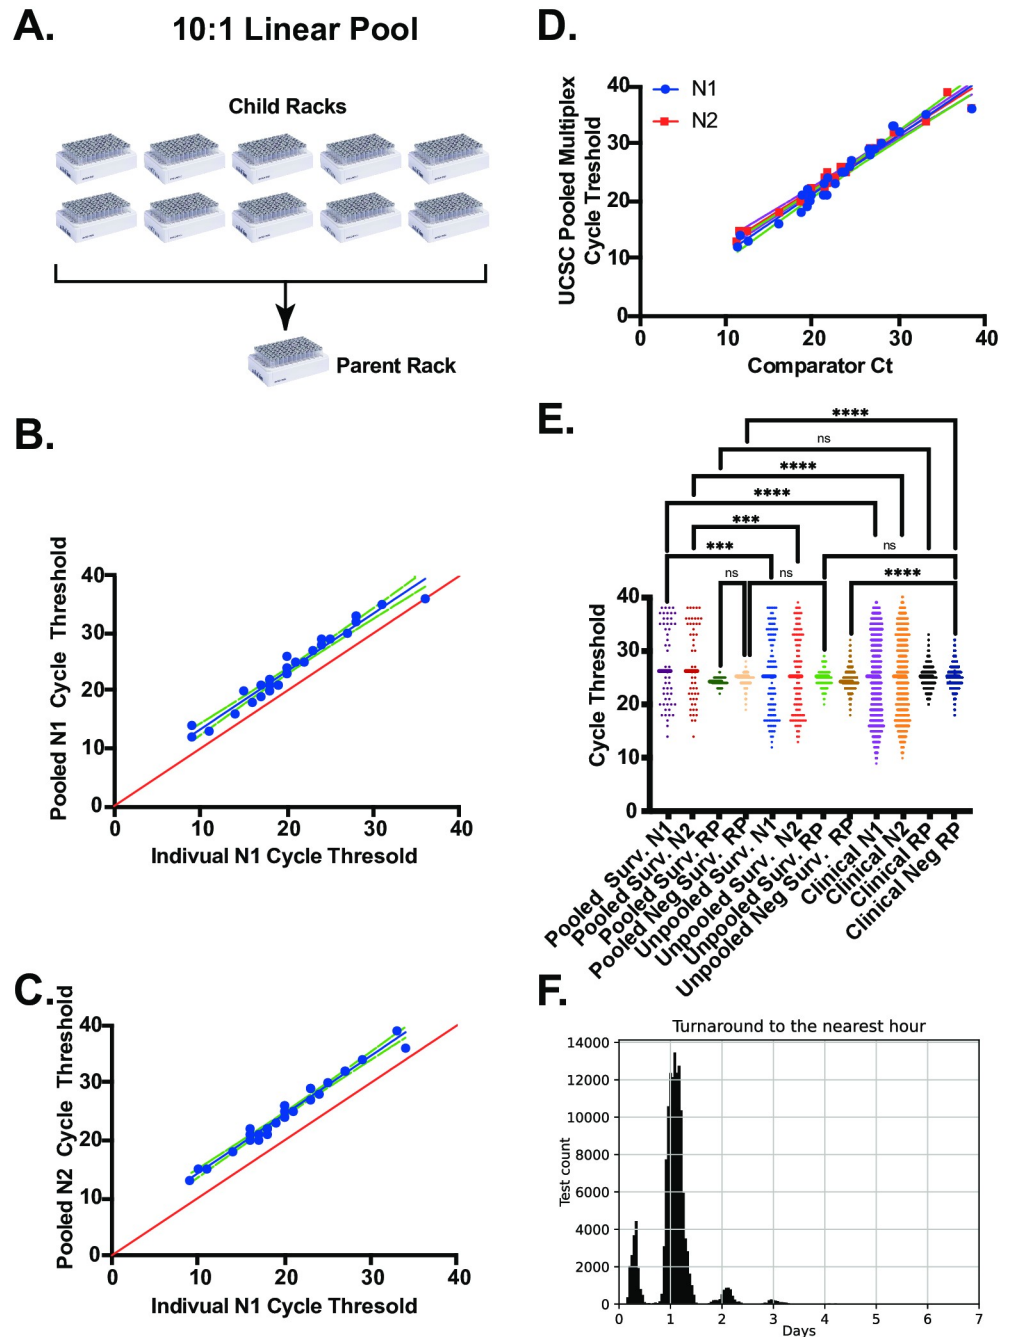 A.
10:1 Linear Pool
Child Racks
Parent Rack
B.
Pooled N1 Cycle Threshold
40
30
20
10
0
0 10 20 30 40
Indivual N1 Cycle Thresold
C.
Pooled N2 Cycle Threshold
40
30
20
10
0
0 10 20 30 40
Indivual N1 Cycle Thresold
D.
UCSC Pooled Multiplex
Cycle Treshold
40
30
20
10
0
N1
N2
0 10 20 30 40
Comparator Ct
E.
****
ns
****
****
***
***
ns
ns
ns
****
Cycle Threshold
40
30
20
10
0
Pooled Surv. N1
Pooled Surv. N2
Pooled Surv. RP
Pooled Neg Surv. RP
Unpooled Surv. N1
Unpooled Surv. N2
Unpooled Surv. RP
Unpooled Neg Surv. RP
Clinical N1
Clinical N2
Clinical RP
Clinical Neg RP
F.
Turnaround to the nearest hour
Test count
14000
12000
10000
8000
6000
4000
2000
0
0 1 2 3 4 5 6 7
Days